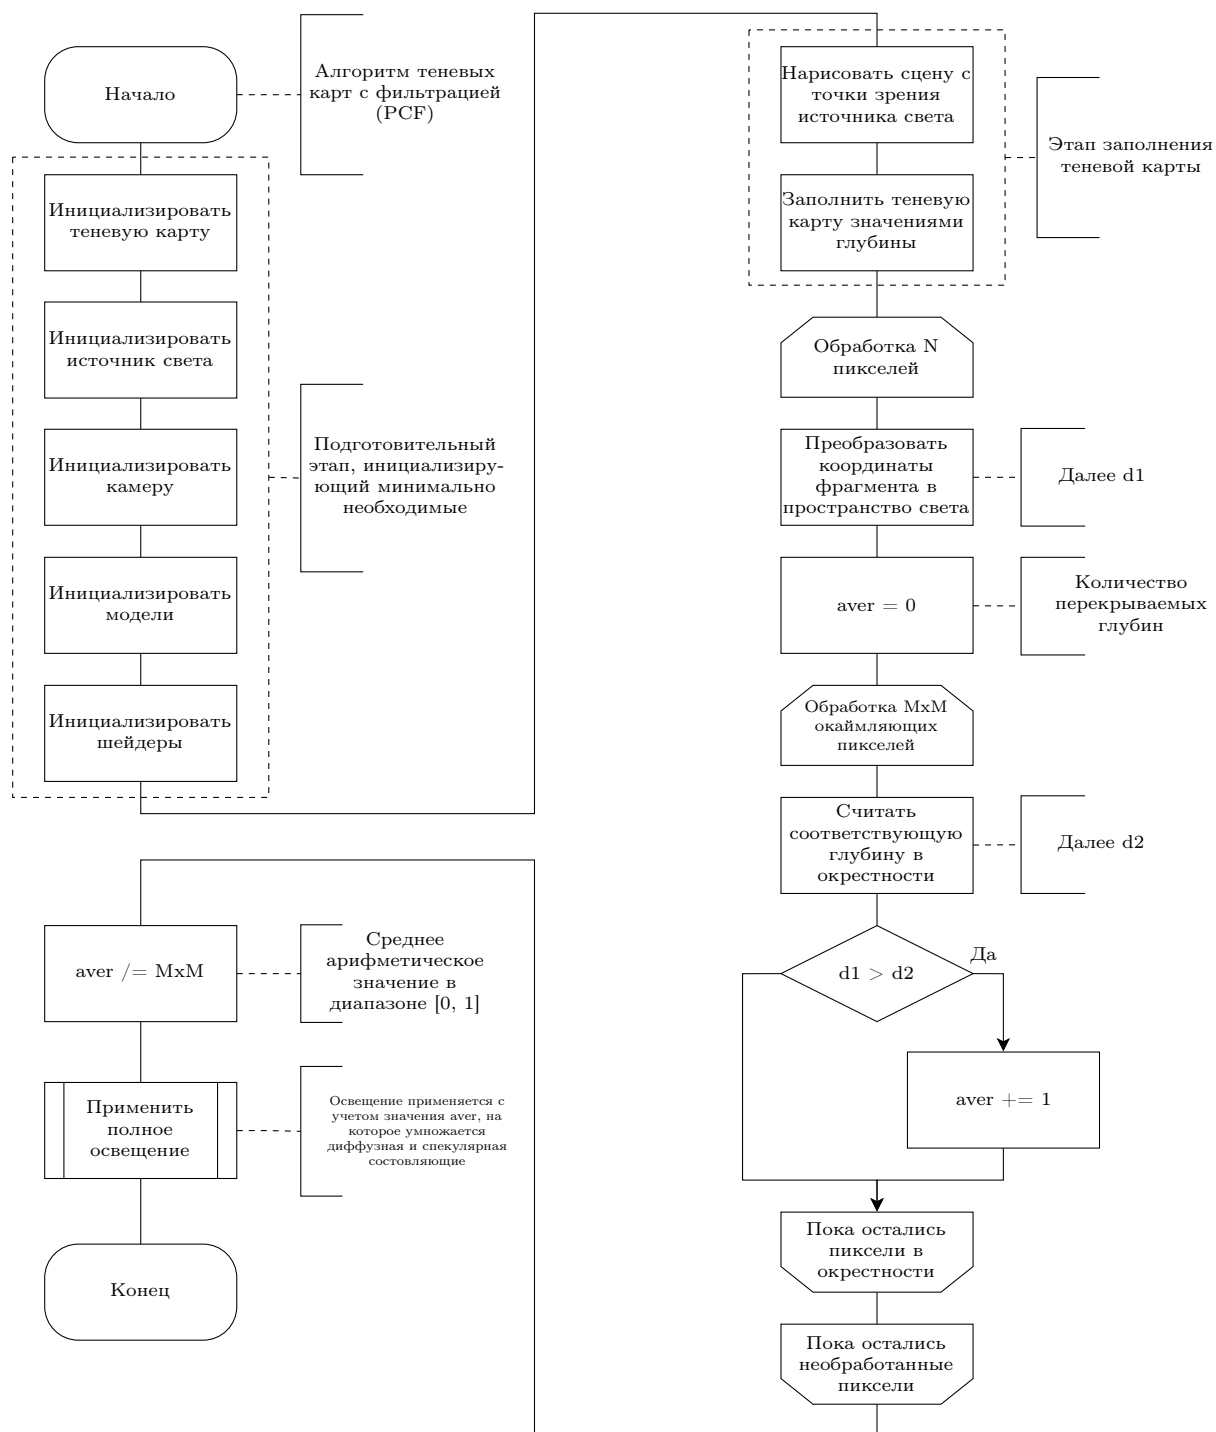 Начало
Алгоритм теневых
карт с фильтрацией
(PCF)
Инициализировать
теневую карту
Инициализировать
источник света
Инициализировать
камеру
Подготовительный
этап, инициализиру-
ющий минимально
необходимые
Инициализировать
модели
Инициализировать
шейдеры
Нарисовать сцену с
точки зрения
источника света
Заполнить теневую
карту значениями
глубины
Этап заполнения
теневой карты
Обработка N
пикселей
Преобразовать
координаты
фрагмента в
пространство света
Далее d1
aver = 0
Количество
перекрываемых
глубин
Обработка MxM
окаймляющих
пикселей
Считать
соответствующую
глубину в
окрестности
Далее d2
d1 > d2
Да
aver += 1
Пока остались
пиксели в
окрестности
Пока остались
необработанные
пиксели
aver /= MxM
Среднее
арифметическое
значение в
диапазоне [0, 1]
Применить
полное
освещение
Освещение применяется с
учетом значения aver, на
которое умножается
диффузная и спекулярная
состовляющие
Конец